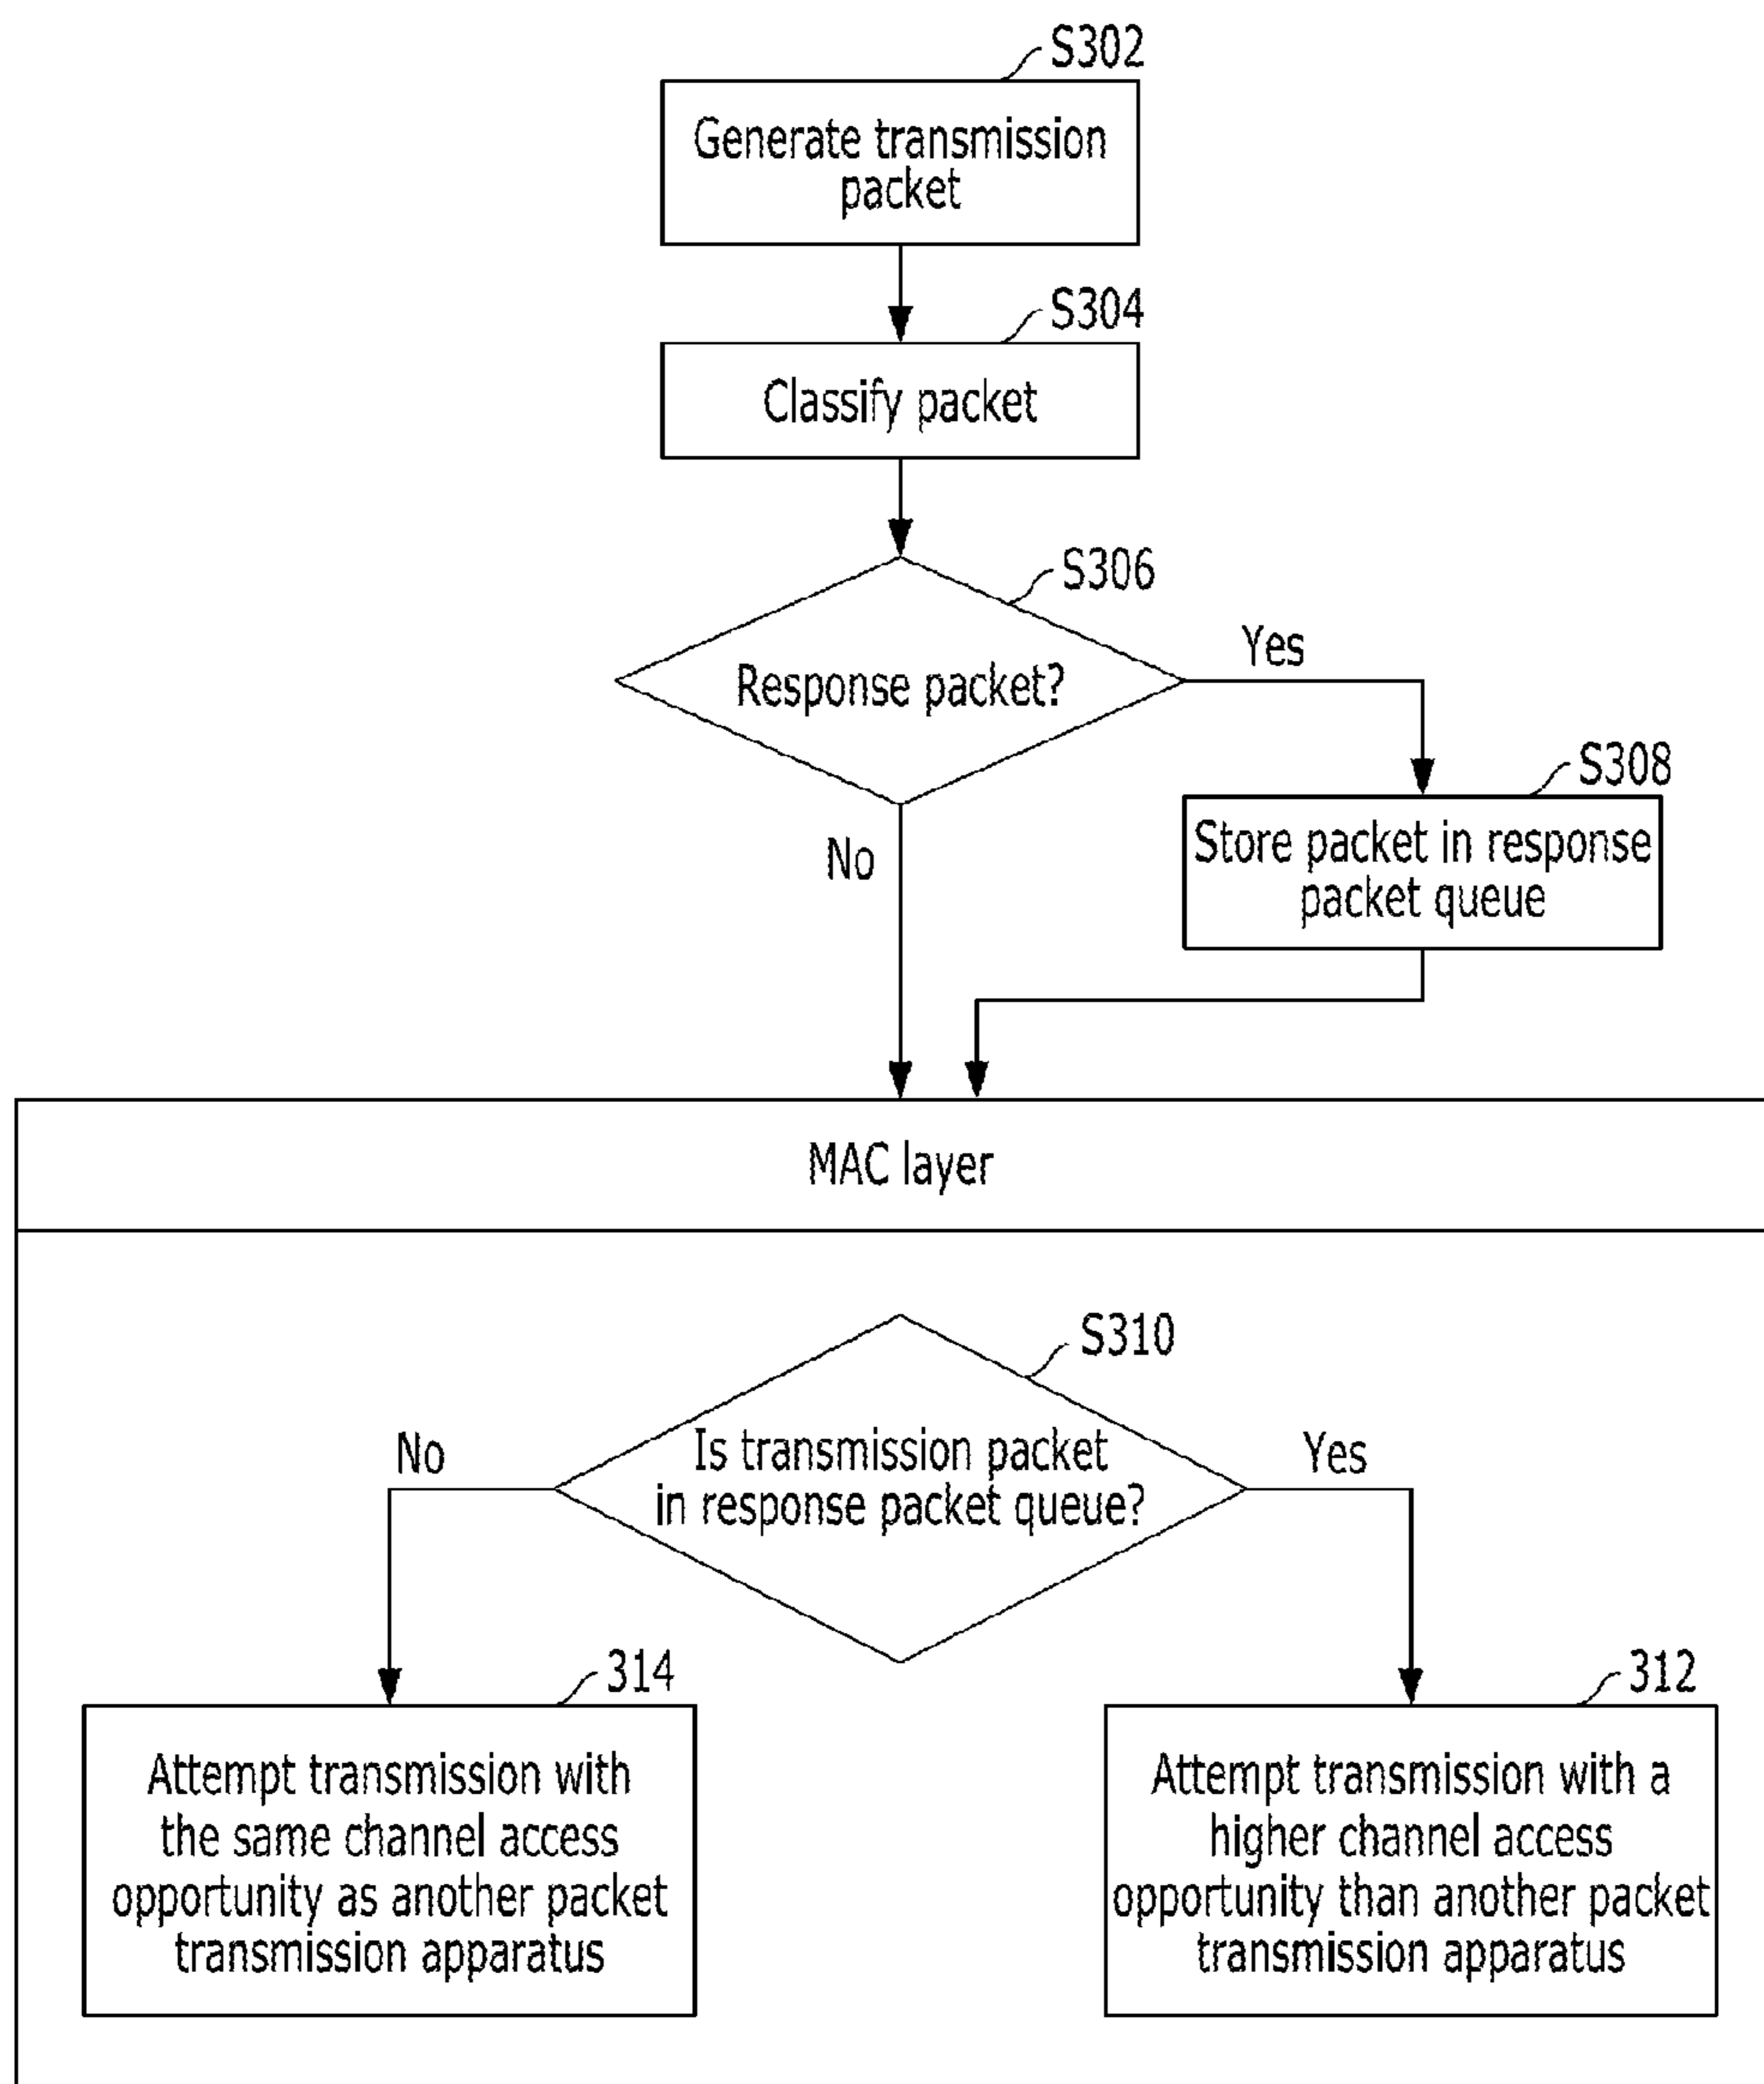 S302
Generate transmission
packet
S304
Classify packet
S306
Response packet?
Yes
No
S308
Store packet in response
packet queue
MAC layer
S310
Is transmission packet
in response packet queue?
No
Yes
314
Attempt transmission with
the same channel access
opportunity as another packet
transmission apparatus
312
Attempt transmission with a
higher channel access
opportunity than another packet
transmission apparatus